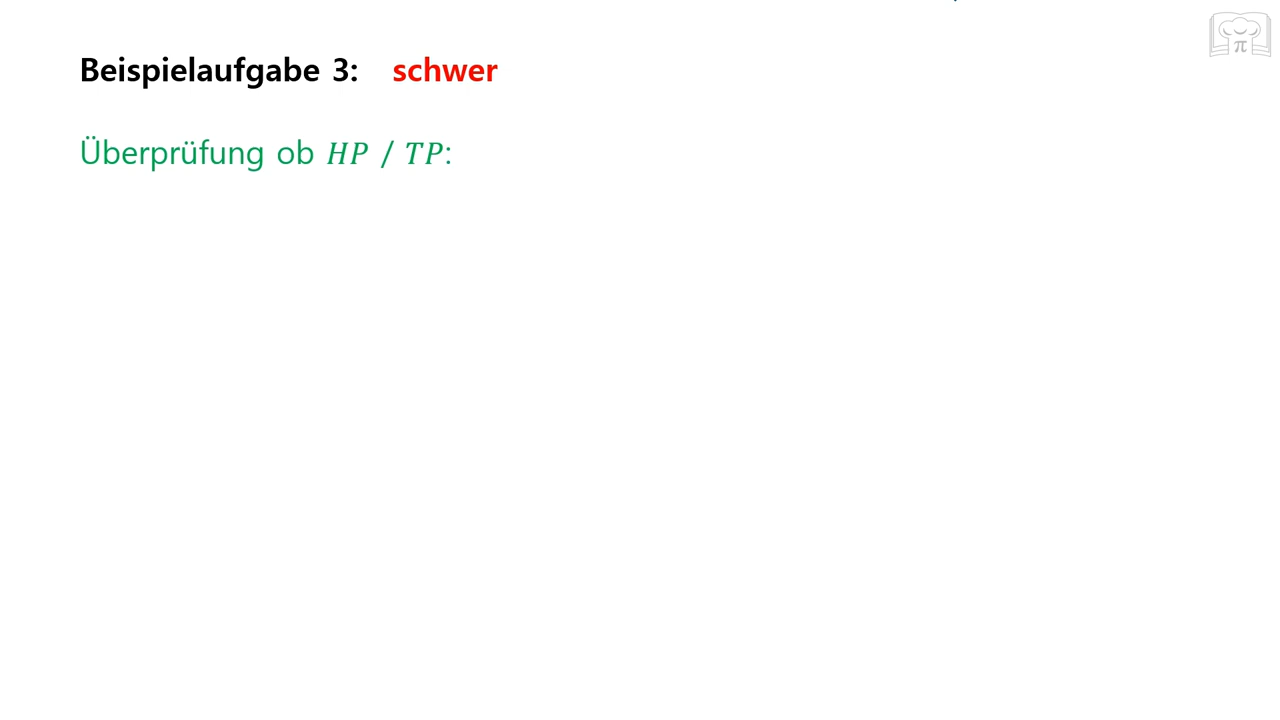 Beispielaufgabe 3: schwer
Überprüfung ob HP / TP:
π